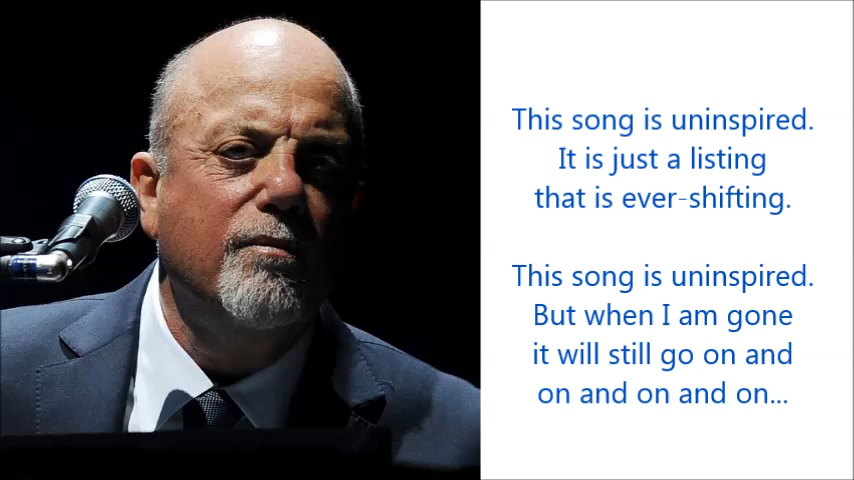 This song is uninspired.
It is just a listing
that is ever-shifting.
This song is uninspired.
But when I am gone
it will still go on and
on and on and on...